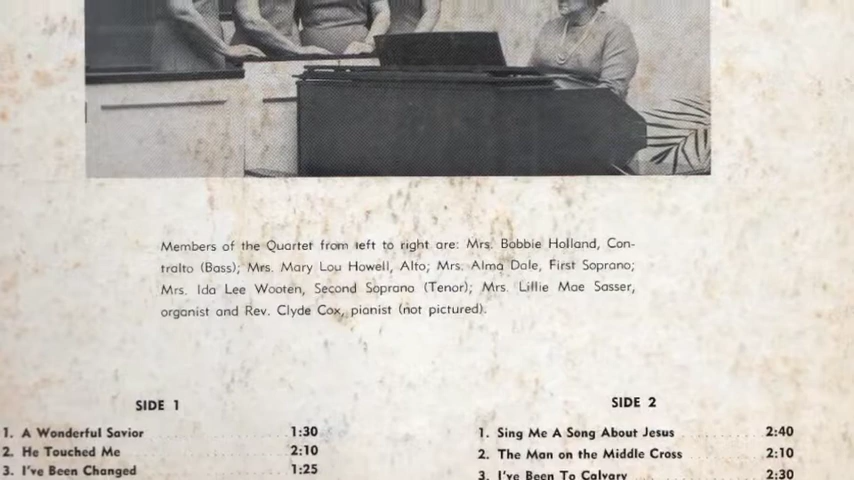 Members of the Quartet from left to right are: Mrs. Bobbie Holland, Con-
tralto (Bass); Mrs. Mary Lou Howell, Alto; Mrs. Alma Dale, First Soprano;
Mrs. Ida Lee Wooten, Second Soprano (Tenor); Mrs. Lillie Mae Sasser,
organist and Rev. Clyde Cox, pianist (not pictured).
SIDE 1
1. A Wonderful Savior 1:30
2. He Touched Me 2:10
3. I've Been Changed 1:25
SIDE 2
1. Sing Me A Song About Jesus 2:40
2. The Man on the Middle Cross 2:10
3. I've Been To Calvary 2:30